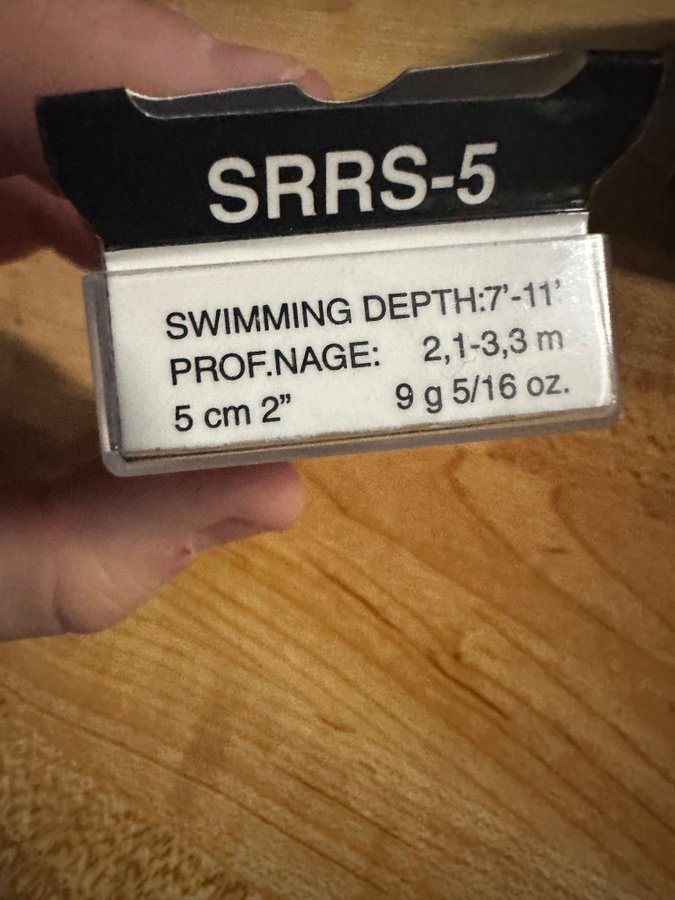 SRRS-5
SWIMMING DEPTH:7'-11'
PROF.NAGE: 2,1-3,3 m
5 cm 2” 9 g 5/16 oz.